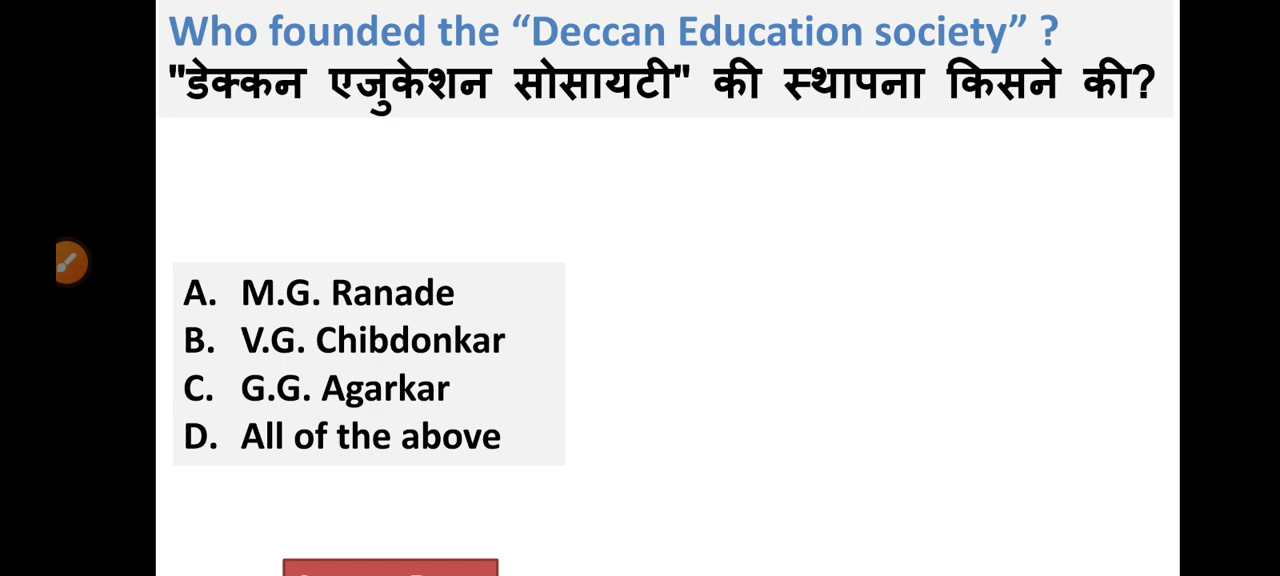 Who founded the “Deccan Education society” ?
"डेक्कन एजुकेशन सोसायटी" की स्थापना किसने की?
A. M.G. Ranade
B. V.G. Chibdonkar
C. G.G. Agarkar
D. All of the above